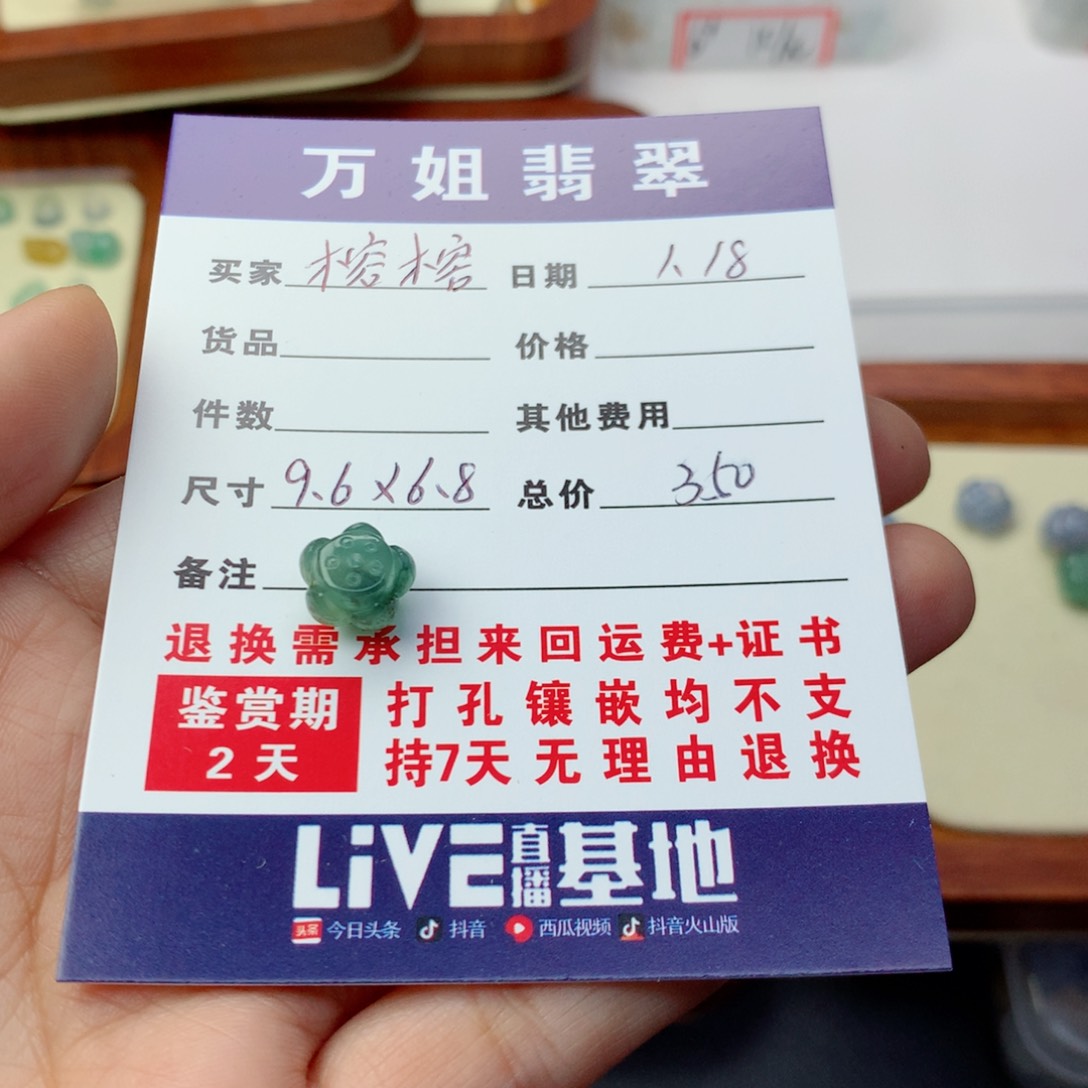 万姐翡翠
买家 榕榕 日期 1.18
货品 价格
件数 其他费用
尺寸 9.6×6.8 总价 350
备注
退换需承担来回运费+证书
鉴赏期 打孔镶嵌均不支
2天 持7天无理由退换
LiVE直播基地
头条 今日头条 抖音 西瓜视频 抖音火山版